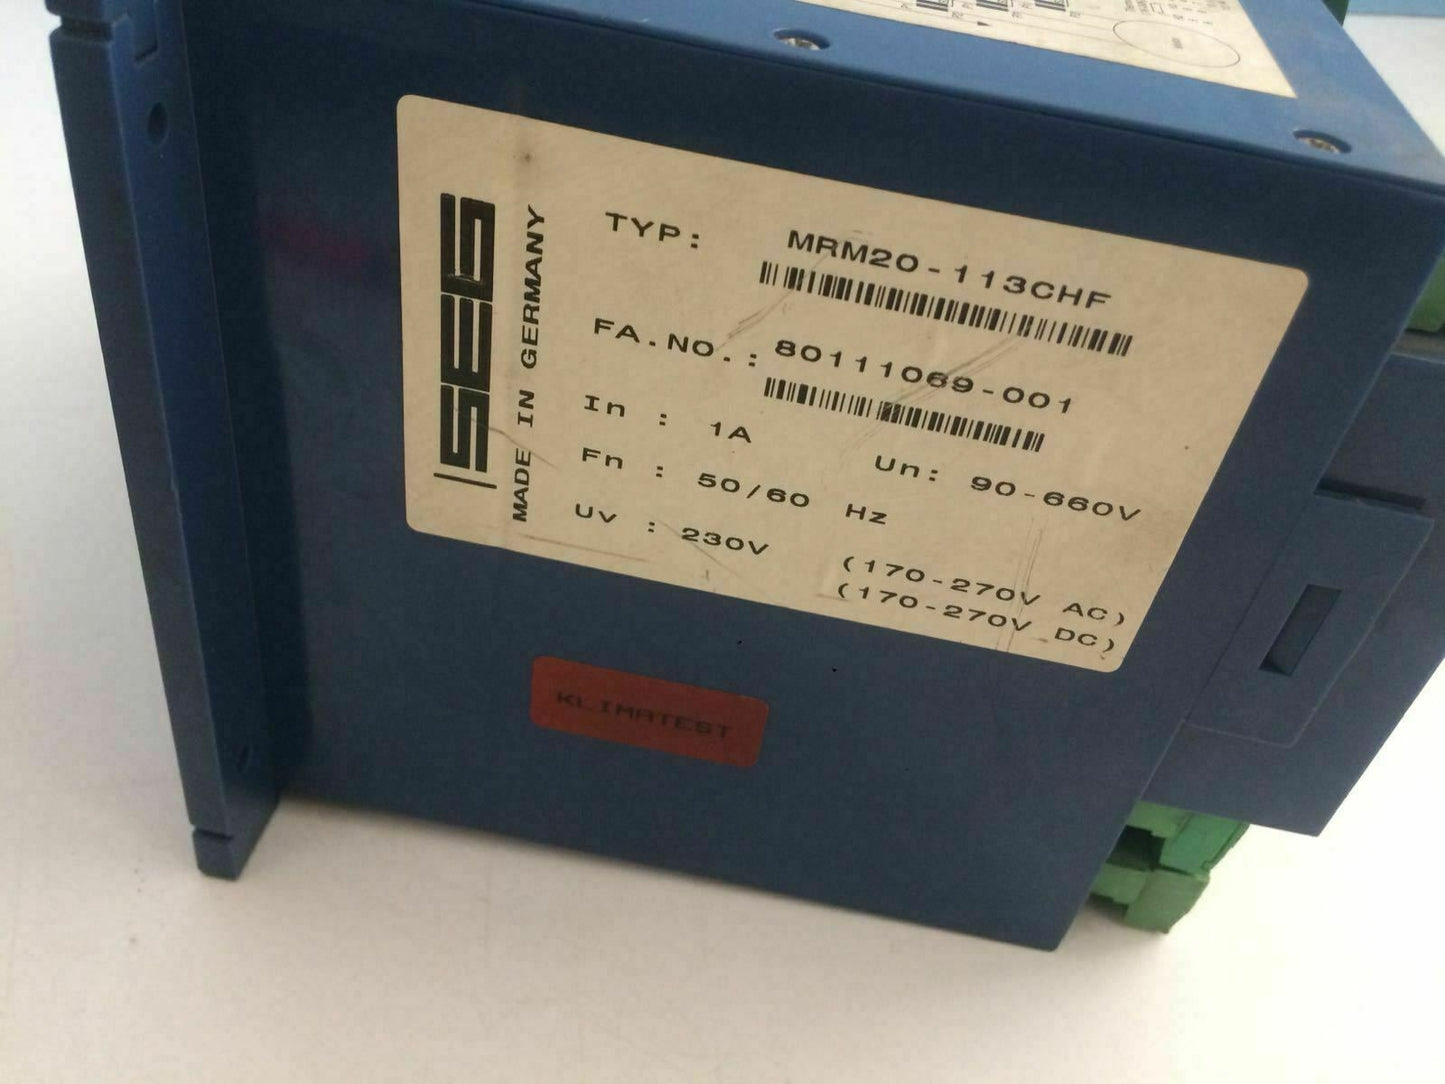 SEG
MADE IN GERMANY
TYP: MRM20-113CHF
FA.NO.: 80111069-001
In : 1A Un: 90-660V
Fn : 50/60 Hz
Uv : 230V (170-270V AC)
(170-270V DC)
KLIMATEST